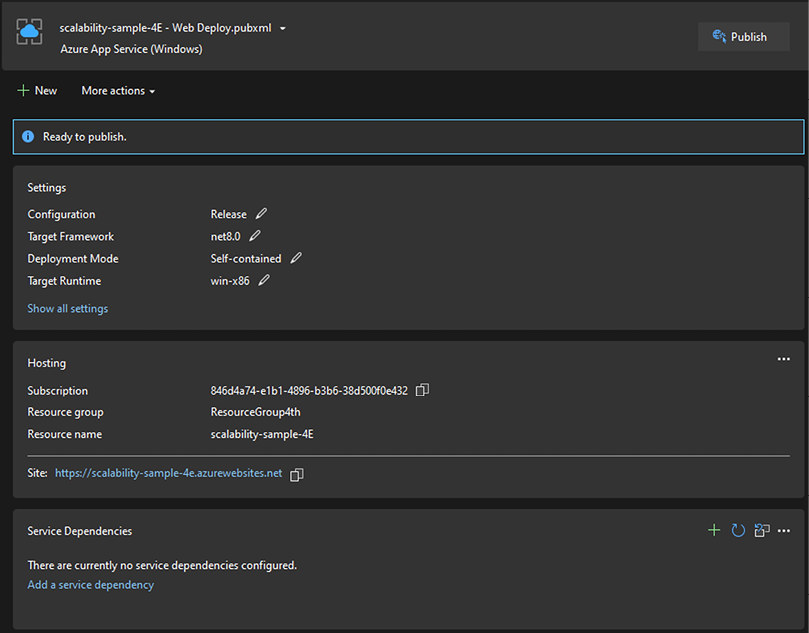 scalability-sample-4E - Web Deploy.pubxml
Azure App Service (Windows)
Publish
New More actions
Ready to publish.
Settings
Configuration Release
Target Framework net8.0
Deployment Mode Self-contained
Target Runtime win-x86
Show all settings
Hosting
Subscription 846d4a74-e1b1-4896-b3b6-38d500f0e432
Resource group ResourceGroup4th
Resource name scalability-sample-4E
Site: https://scalability-sample-4e.azurewebsites.net
Service Dependencies
There are currently no service dependencies configured.
Add a service dependency